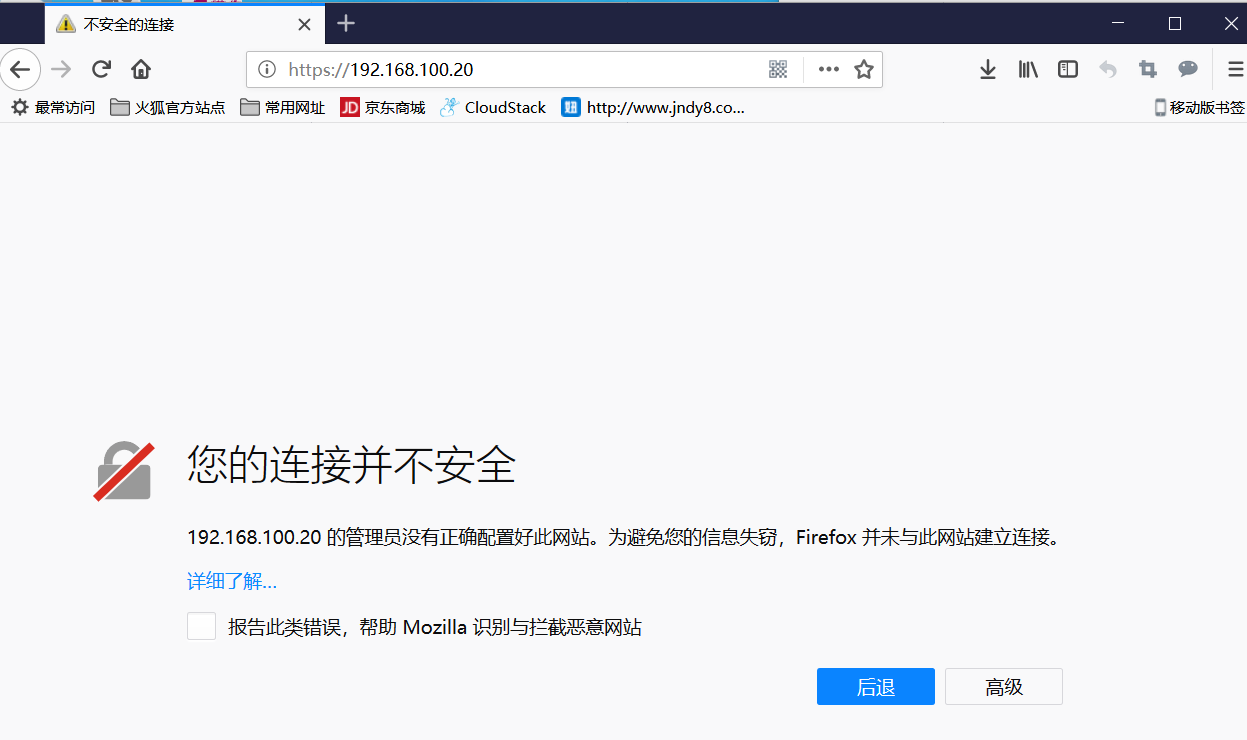 不安全的连接
https://192.168.100.20
最常访问 火狐官方站点 常用网址 JD 京东商城 CloudStack http://www.jndy8.co... 移动版书签
您的连接并不安全
192.168.100.20 的管理员没有正确配置好此网站。为避免您的信息失窃，Firefox 并未与此网站建立连接。
详细了解...
报告此类错误，帮助 Mozilla 识别与拦截恶意网站
后退 高级